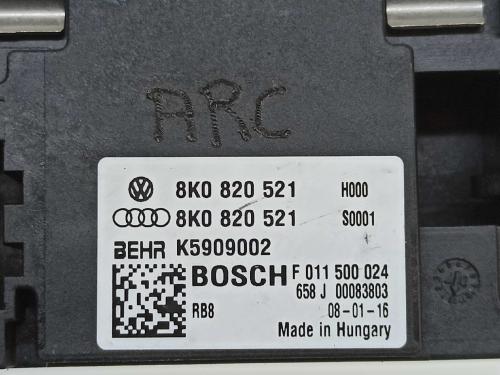 ARC
8K0 820 521 H000
8K0 820 521 S0001
BEHR K5909002
BOSCH F 011 500 024
658 J 00083803
RB8 08-01-16
Made in Hungary